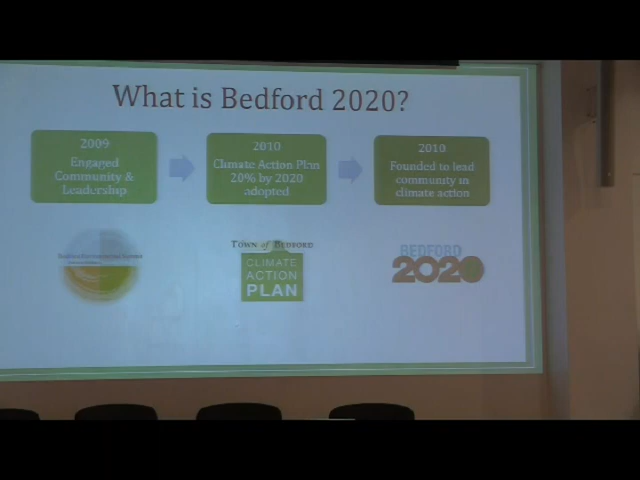 What is Bedford 2020?
2009
Engaged
Community &
Leadership
2010
Climate Action Plan
20% by 2020
adopted
2010
Founded to lead
community in
climate action
TOWN of BEDFORD
CLIMATE
ACTION
PLAN
BEDFORD
2020